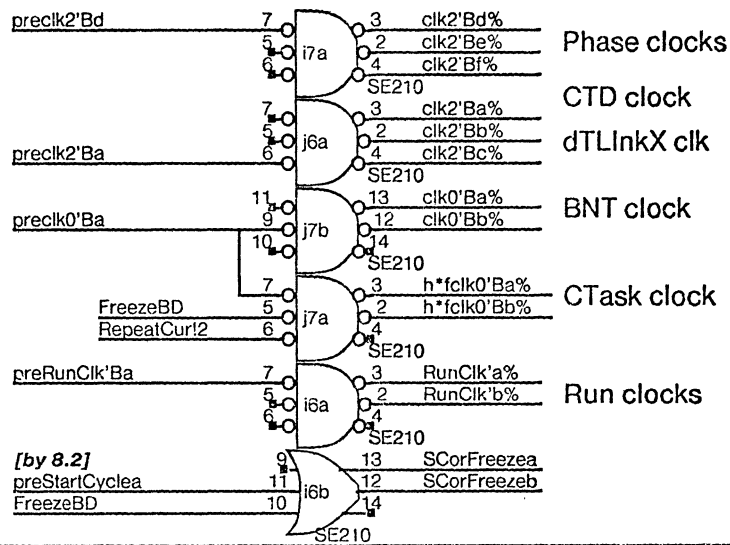 preclk2'Bd 7 3 clk2'Bd%
5 i7a 2 clk2'Be% Phase clocks
6 4 clk2'Bf%
SE210
7 3 clk2'Ba% CTD clock
5 j6a 2 clk2'Bb% dTLInkX clk
preclk2'Ba 6 4 clk2'Bc%
SE210
11 13 clk0'Ba% BNT clock
preclk0'Ba 9 j7b 12 clk0'Bb%
10 14
SE210
7 3 h*fclk0'Ba% CTask clock
FreezeBD 5 j7a 2 h*fclk0'Bb%
RepeatCur!2 6 4
SE210
preRunClk'Ba 7 3 RunClk'a% Run clocks
5 i6a 2 RunClk'b%
6 4
SE210
[by 8.2] 9 13 SCorFreezea
preStartCyclea 11 i6b 12 SCorFreezeb
FreezeBD 10 14
SE210